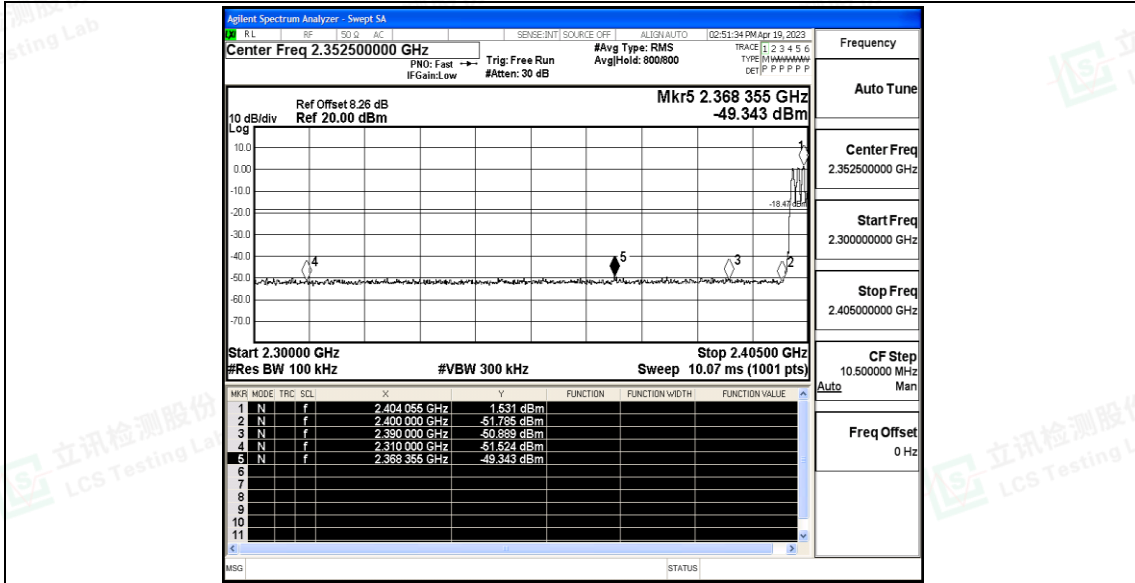 Agilent Spectrum Analyzer - Swept SA
RL RF 50 Ω AC SENSE:INT SOURCE OFF ALIGN AUTO 02:51:34 PM Apr 19, 2023
Center Freq 2.352500000 GHz
PNO: Fast
IFGain:Low
Trig: Free Run
#Atten: 30 dB
#Avg Type: RMS
Avg|Hold: 800/800
TRACE 1 2 3 4 5 6
TYPE M
DET P P P P P P
Mkr5 2.368 355 GHz
-49.343 dBm
Ref Offset 8.26 dB
10 dB/div Ref 20.00 dBm
Log
10.0
0.00
-10.0
-20.0
-30.0
-40.0
-50.0
-60.0
-70.0
1
-18.47 dBm
4
5
3
2
Start 2.30000 GHz Stop 2.40500 GHz
#Res BW 100 kHz #VBW 300 kHz Sweep 10.07 ms (1001 pts)
MKR MODE TRC SCL X Y FUNCTION FUNCTION WIDTH FUNCTION VALUE
1 N f 2.404 055 GHz 1.531 dBm
2 N f 2.400 000 GHz -51.785 dBm
3 N f 2.390 000 GHz -50.889 dBm
4 N f 2.310 000 GHz -51.524 dBm
5 N f 2.368 355 GHz -49.343 dBm
6
7
8
9
10
11
MSG STATUS
Frequency
Auto Tune
Center Freq
2.352500000 GHz
Start Freq
2.300000000 GHz
Stop Freq
2.405000000 GHz
CF Step
10.500000 MHz
Auto Man
Freq Offset
0 Hz
立讯检测股份
LCS Testing Lab
立讯检测股份
LCS Testing L